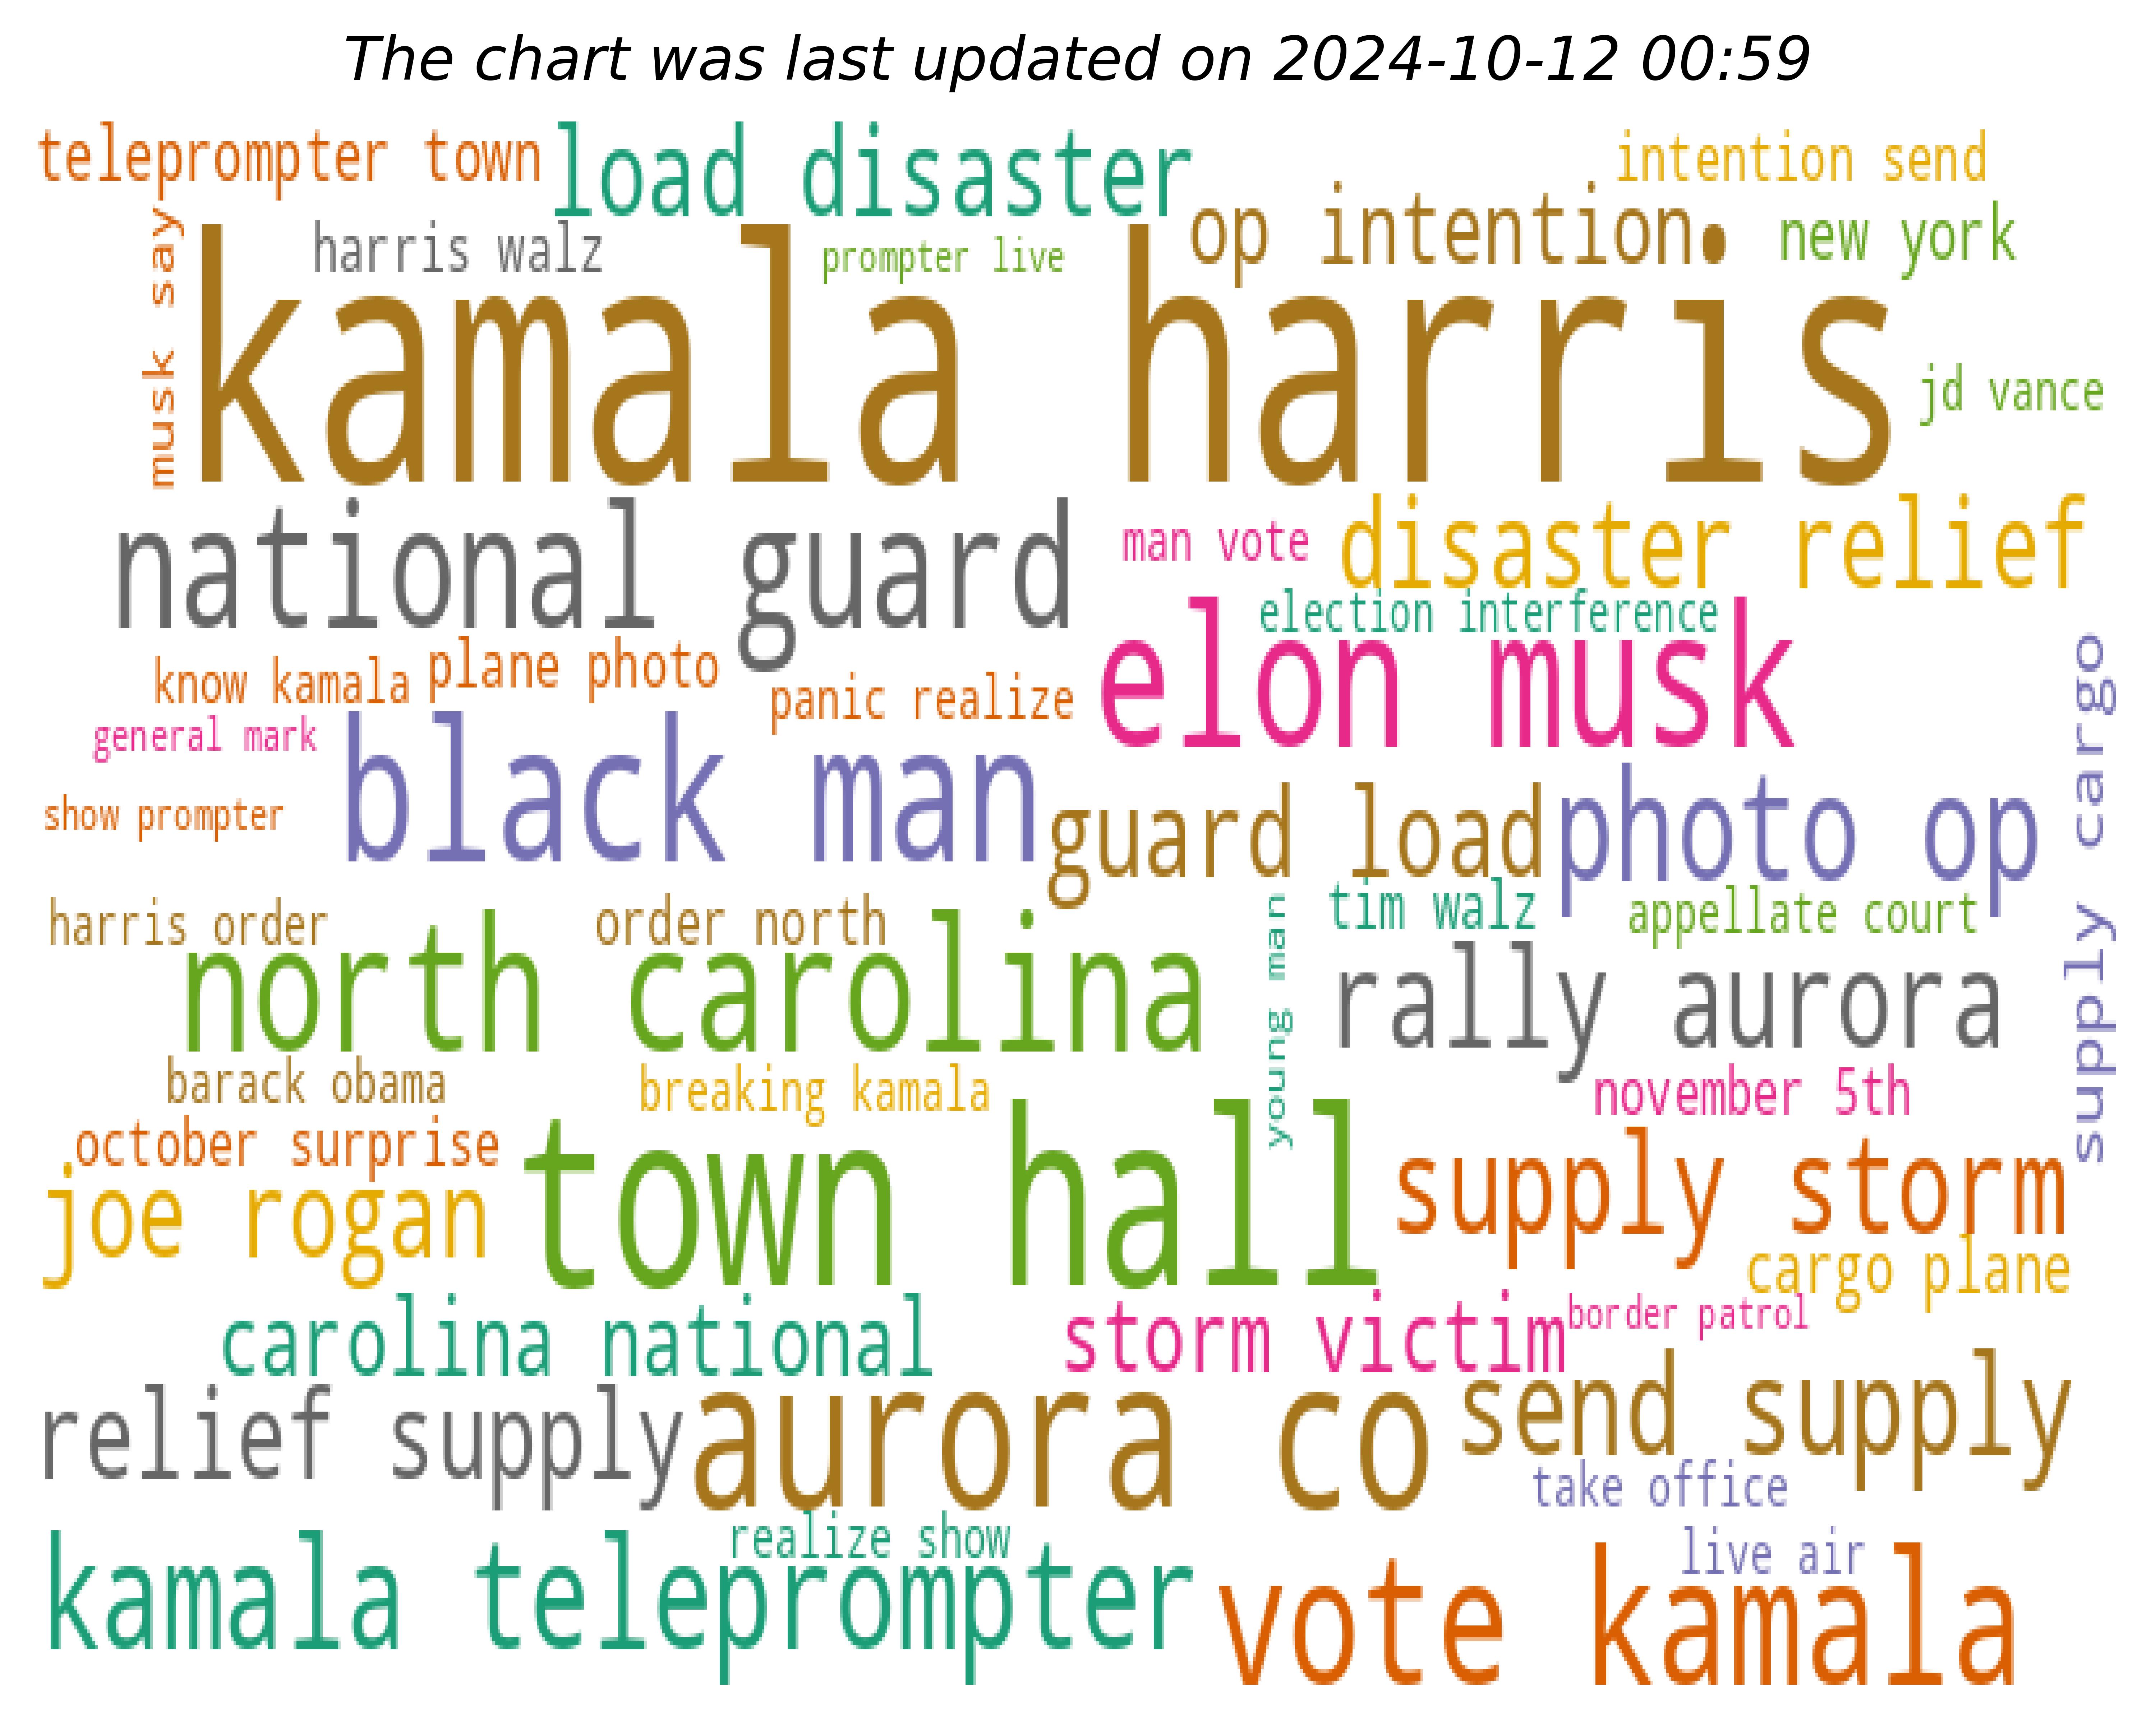 The chart was last updated on 2024-10-12 00:59
teleprompter town
load disaster
intention send
op intention
new york
harris walz
prompter live
musk say
kamala harris
jd vance
national guard
man vote
disaster relief
election interference
elon musk
know kamala
plane photo
panic realize
general mark
black man
show prompter
guard load
photo op
supply cargo
harris order
order north
tim walz
appellate court
north carolina
young man
rally aurora
barack obama
breaking kamala
november 5th
october surprise
town hall
supply storm
joe rogan
cargo plane
carolina national
storm victim
border patrol
relief supply
aurora co
send supply
take office
realize show
live air
kamala teleprompter
vote kamala